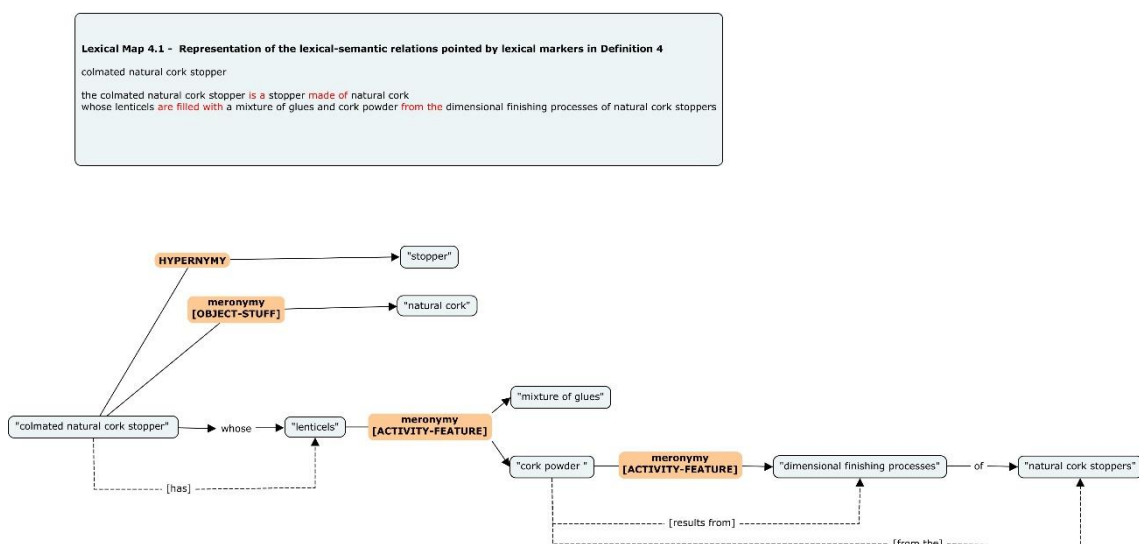 Lexical Map 4.1 - Representation of the lexical-semantic relations pointed by lexical markers in Definition 4
colmated natural cork stopper
the colmated natural cork stopper is a stopper made of natural cork
whose lenticels are filled with a mixture of glues and cork powder from the dimensional finishing processes of natural cork stoppers
HYPERNYMY
"stopper"
meronymy
[OBJECT-STUFF]
"natural cork"
"mixture of glues"
"colmated natural cork stopper"
whose
"lenticels"
meronymy
[ACTIVITY-FEATURE]
"cork powder "
meronymy
[ACTIVITY-FEATURE]
"dimensional finishing processes"
of
"natural cork stoppers"
[has]
[results from]
[from the]